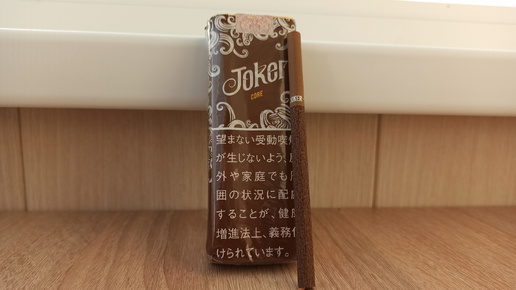 Joker
CORE
望まない受動喫
が生じないよう、
外や家庭でも
囲の状況に配
することが、健
増進法上、義務
けられています。